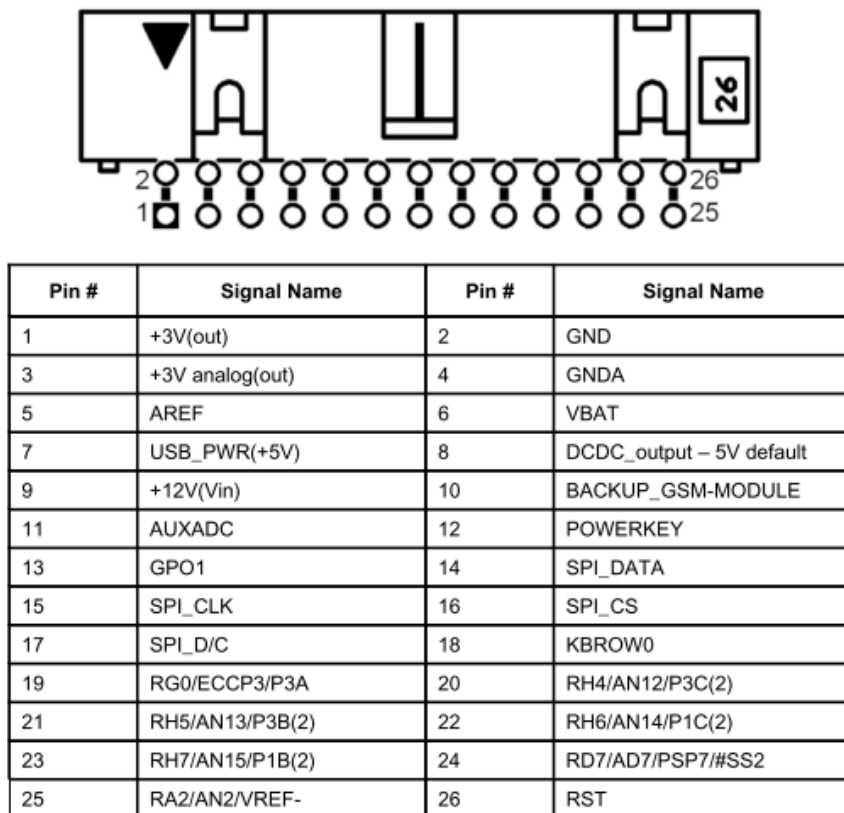 26
2 26
1 25
Pin # Signal Name Pin # Signal Name
1 +3V(out) 2 GND
3 +3V analog(out) 4 GNDA
5 AREF 6 VBAT
7 USB_PWR(+5V) 8 DCDC_output – 5V default
9 +12V(Vin) 10 BACKUP_GSM-MODULE
11 AUXADC 12 POWERKEY
13 GPO1 14 SPI_DATA
15 SPI_CLK 16 SPI_CS
17 SPI_D/C 18 KBROW0
19 RG0/ECCP3/P3A 20 RH4/AN12/P3C(2)
21 RH5/AN13/P3B(2) 22 RH6/AN14/P1C(2)
23 RH7/AN15/P1B(2) 24 RD7/AD7/PSP7/#SS2
25 RA2/AN2/VREF- 26 RST